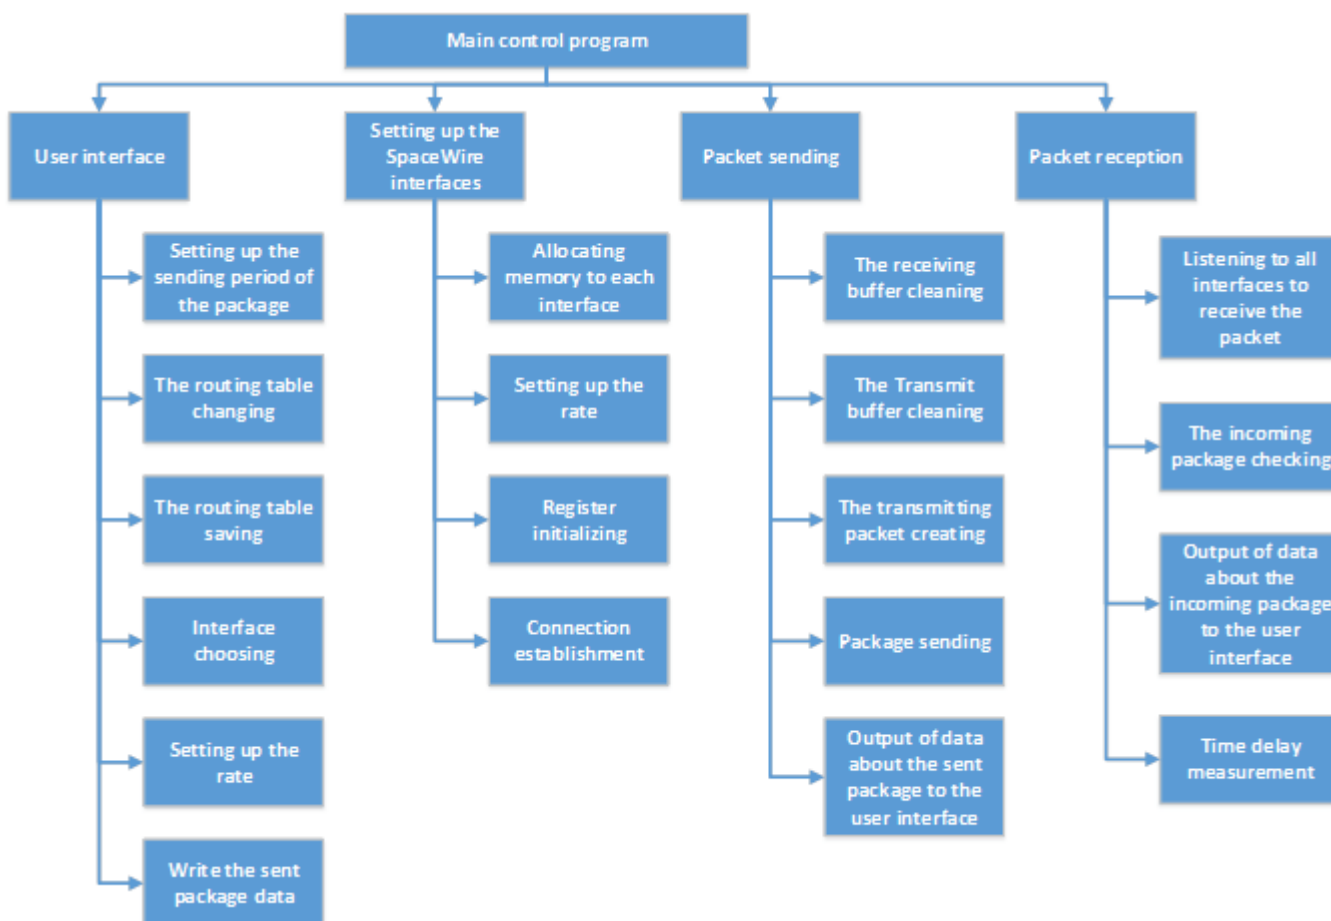 Main control program
User interface
Setting up the
SpaceWire
interfaces
Packet sending
Packet reception
Setting up the
sending period of
the package
The routing table
changing
The routing table
saving
Interface
choosing
Setting up the
rate
Write the sent
package data
Allocating
memory to each
interface
Setting up the
rate
Register
initializing
Connection
establishment
The receiving
buffer cleaning
The Transmit
buffer cleaning
The transmitting
packet creating
Package sending
Output of data
about the sent
package to the
user interface
Listening to all
interfaces to
receive the
packet
The incoming
package checking
Output of data
about the
incoming package
to the user
interface
Time delay
measurement